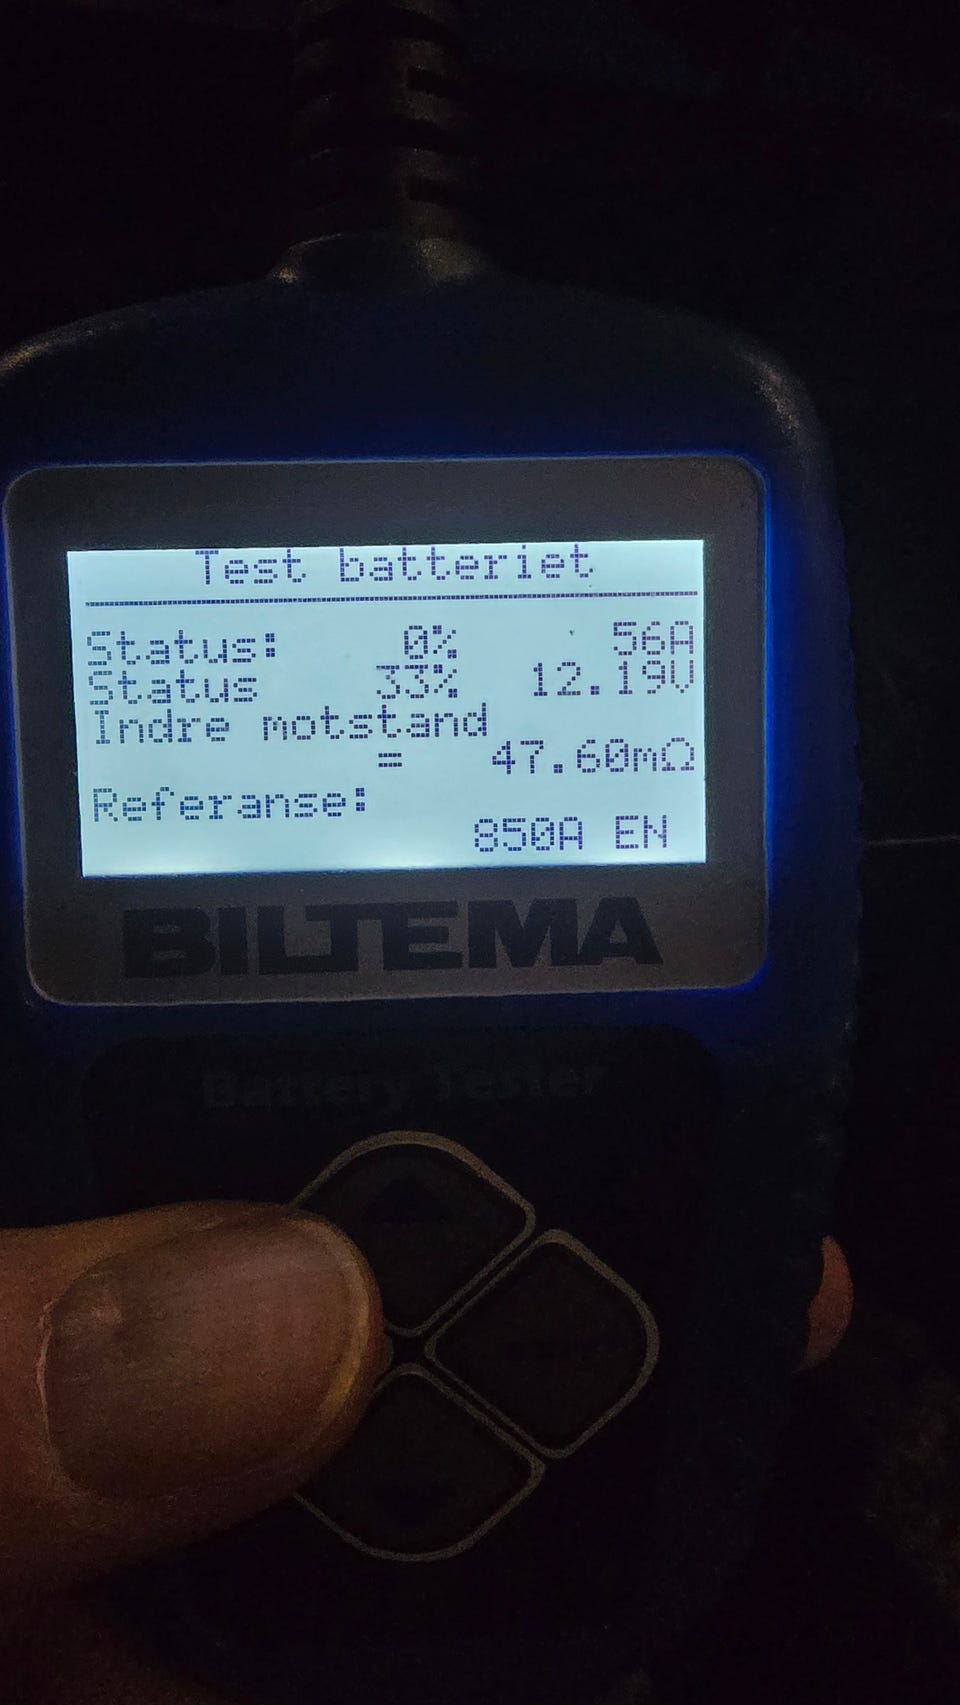 Test batteriet
Status: 0% 56A
Status 33% 12.19V
Indre motstand
= 47.60mΩ
Referanse:
850A EN
BILTEMA
Battery Tester